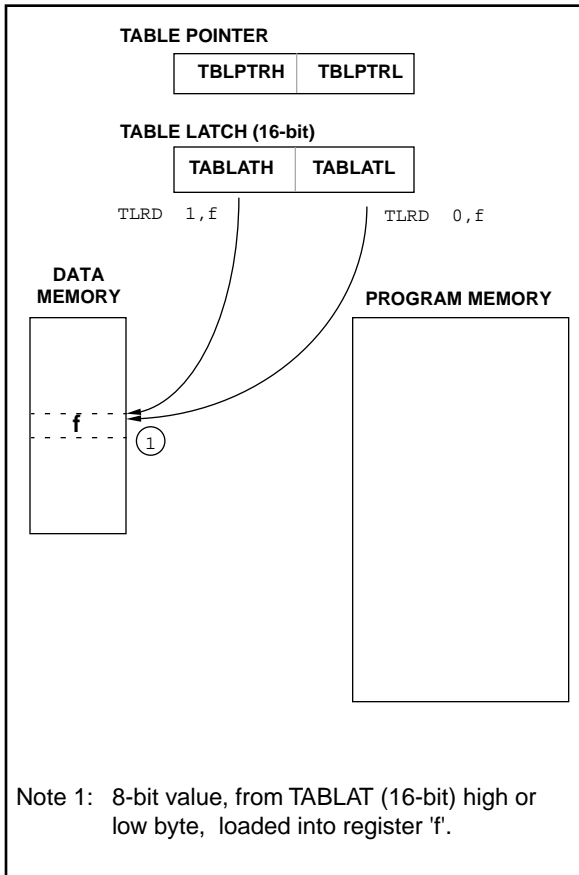 TABLE POINTER
TBLPTRH TBLPTRL
TABLE LATCH (16-bit)
TABLATH TABLATL
TLRD 1,f
TLRD 0,f
DATA
MEMORY
PROGRAM MEMORY
f
1
Note 1: 8-bit value, from TABLAT (16-bit) high or
low byte, loaded into register 'f'.